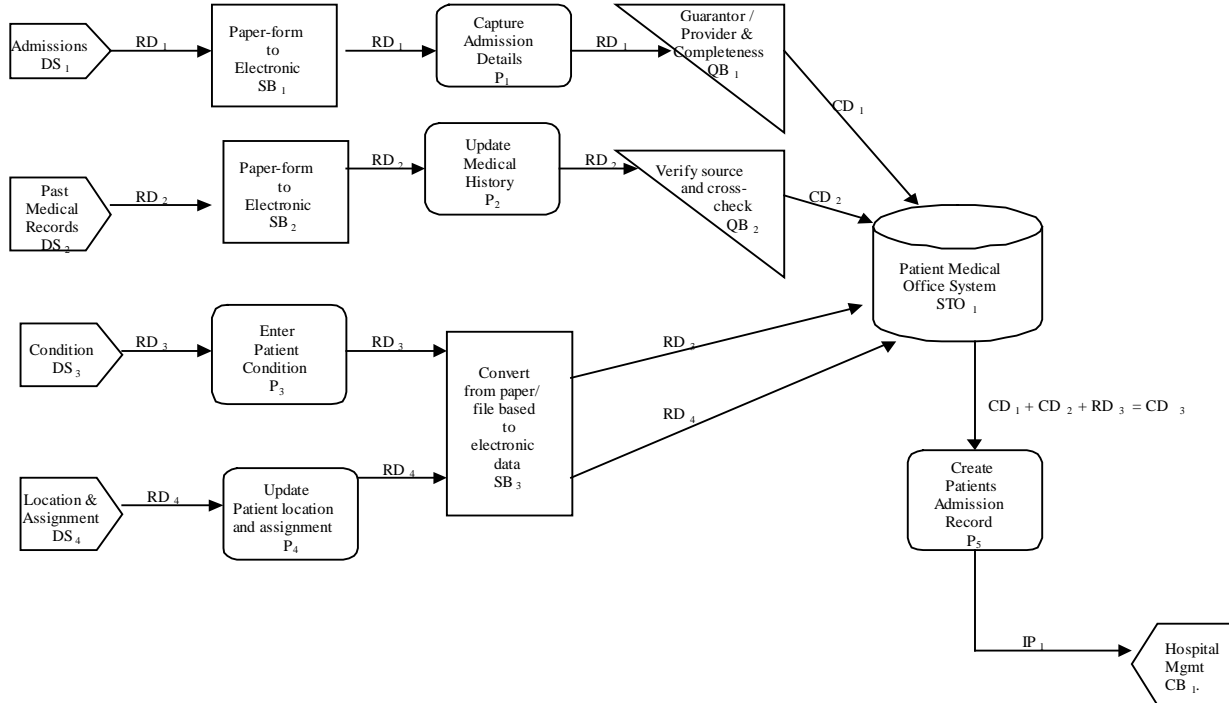 Admissions
DS 1
RD 1
Paper-form
to
Electronic
SB 1
RD 1
Capture
Admission
Details
P1
RD 1
Guarantor /
Provider &
Completeness
QB 1
CD 1
Past
Medical
Records
DS 2
RD 2
Paper-form
to
Electronic
SB 2
RD 2
Update
Medical
History
P2
RD 2
Verify source
and cross-
check
QB 2
CD 2
Patient Medical
Office System
STO 1
Condition
DS 3
RD 3
Enter
Patient
Condition
P3
RD 3
Convert
from paper/
file based
to
electronic
data
SB 3
RD 3
RD 4
Location &
Assignment
DS 4
RD 4
Update
Patient location
and assignment
P4
RD 4
CD 1 + CD 2 + RD 3 = CD 3
Create
Patients
Admission
Record
P5
IP 1
Hospital
Mgmt
CB 1.